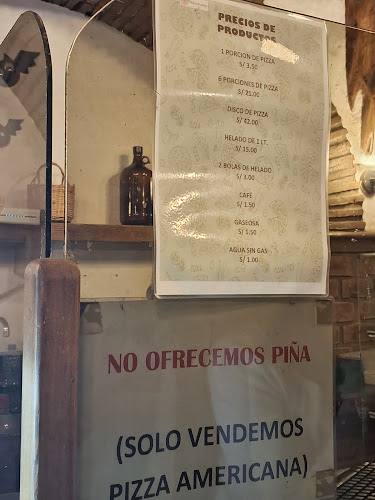 PRECIOS DE
PRODUCTOS
1 PORCION DE PIZZA
S/ 3.50
6 PORCIONES DE PIZZA
S/ 21.00
DISCO DE PIZZA
S/ 42.00
HELADO DE 1 LT.
S/ 15.00
2 BOLAS DE HELADO
S/ 3.00
CAFÉ
S/ 1.50
GASEOSA
S/ 1.50
AGUA SIN GAS
S/ 1.00
NO OFRECEMOS PIÑA
(SOLO VENDEMOS
PIZZA AMERICANA)